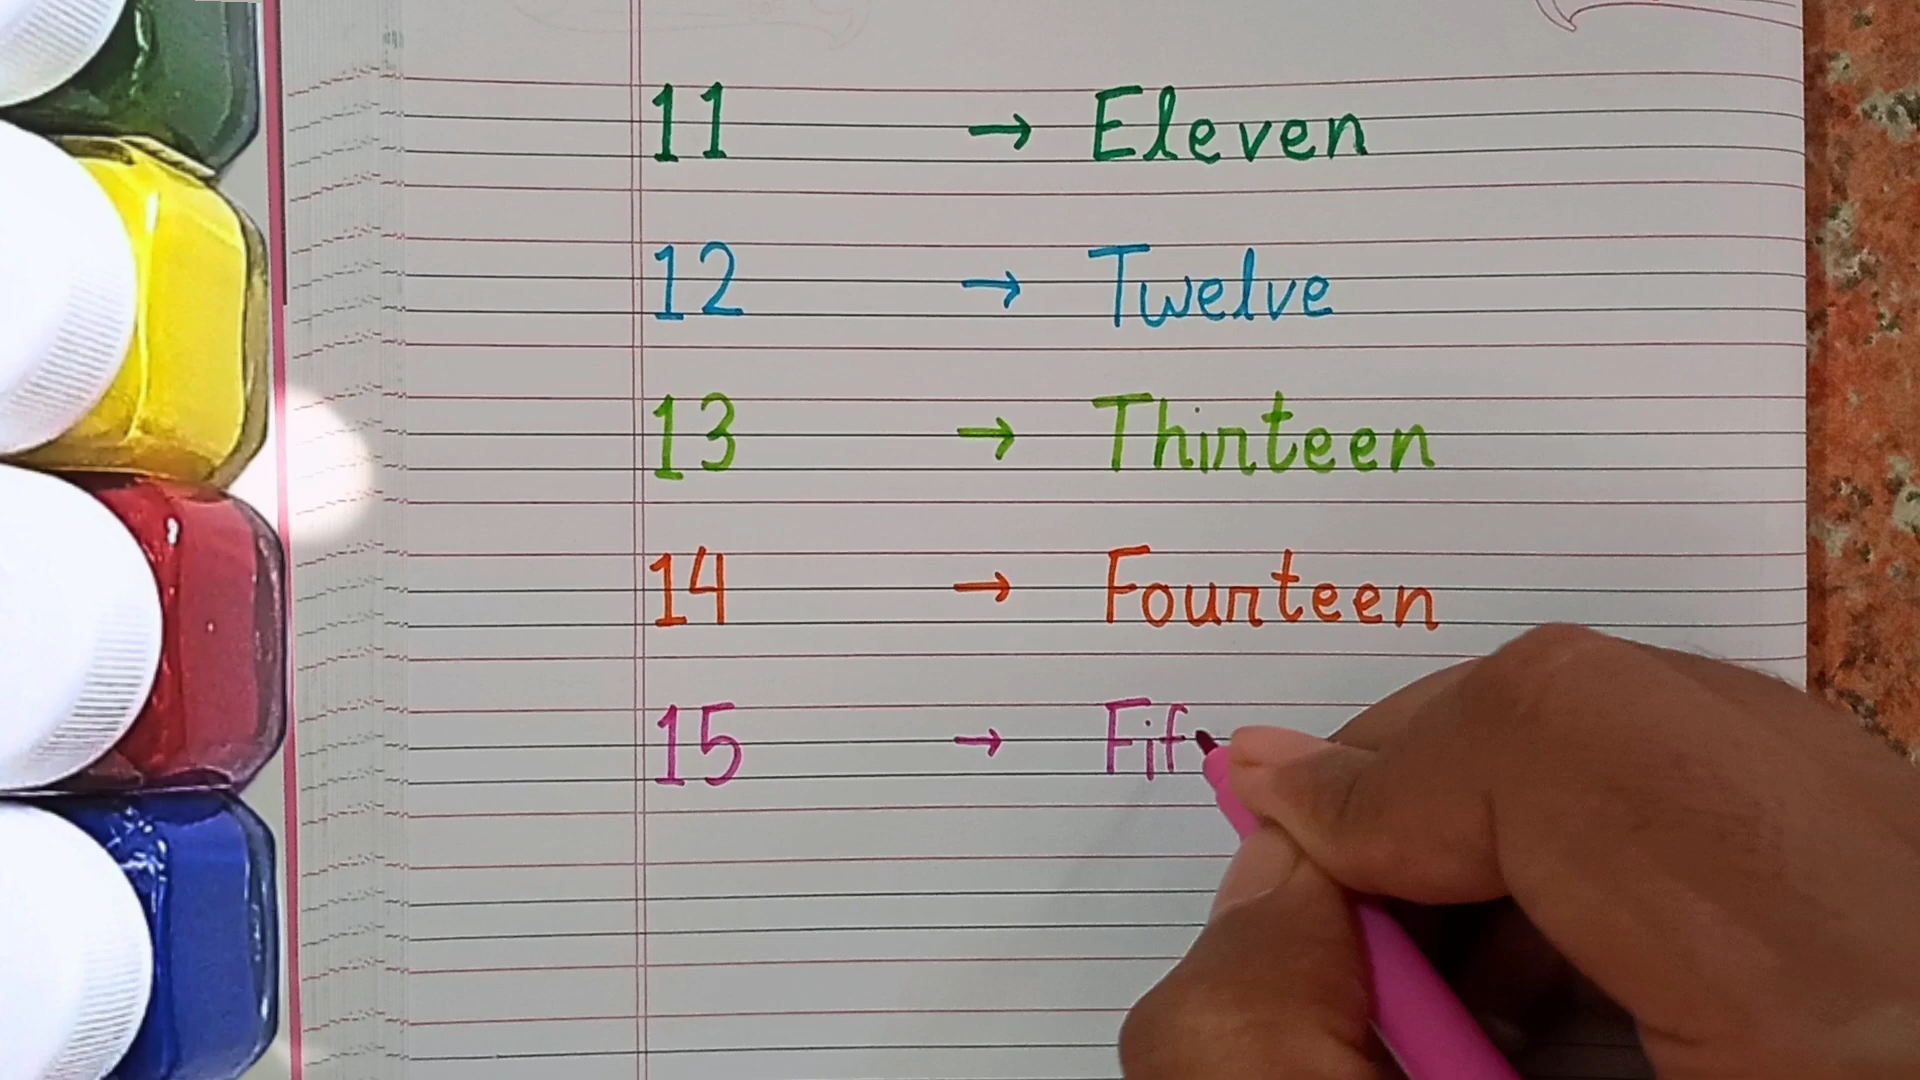 11 → Eleven
12 → Twelve
13 → Thirteen
14 → Fourteen
15 → Fif